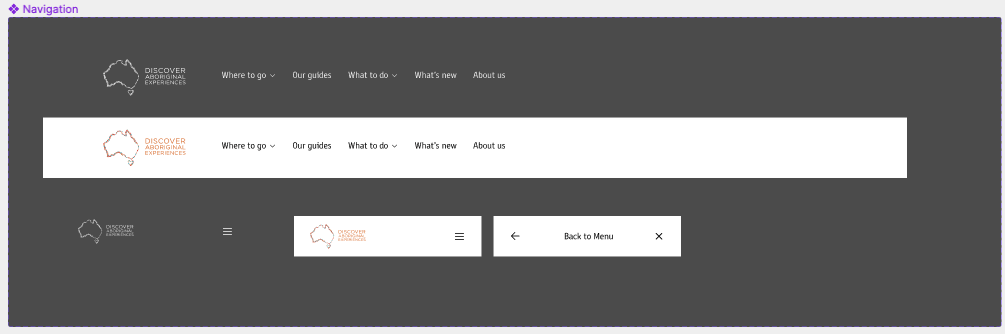 Navigation
DISCOVER
ABORIGINAL
EXPERIENCES
Where to go Our guides What to do What's new About us
DISCOVER
ABORIGINAL
EXPERIENCES
Where to go Our guides What to do What's new About us
DISCOVER
ABORIGINAL
EXPERIENCES
DISCOVER
ABORIGINAL
EXPERIENCES
Back to Menu